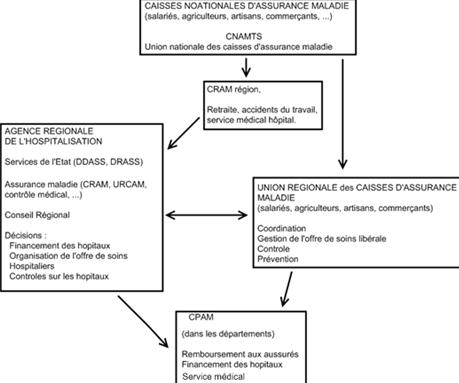 CAISSES NOATIONALES D'ASSURANCE MALADIE
(salariés, agriculteurs, artisans, commerçants, ...)
CNAMTS
Union nationale des caisses d'assurance maladie
CRAM région,
Retraite, accidents du travail,
service médical hôpital.
AGENCE REGIONALE
DE L'HOSPITALISATION
Services de l'Etat (DDASS, DRASS)
Assurance maladie (CRAM, URCAM,
contrôle médical, ...)
Conseil Régional
Décisions :
Financement des hopitaux
Organisation de l'offre de soins
Hospitaliers
Controles sur les hopitaux
UNION REGIONALE des CAISSES D'ASSURANCE
MALADIE
(salariés, agriculteurs, artisans, commerçants)
Coordination
Gestion de l'offre de soins libérale
Controle
Prévention
CPAM
(dans les départements)
Remboursement aux aussurés
Financement des hopitaux
Service médical